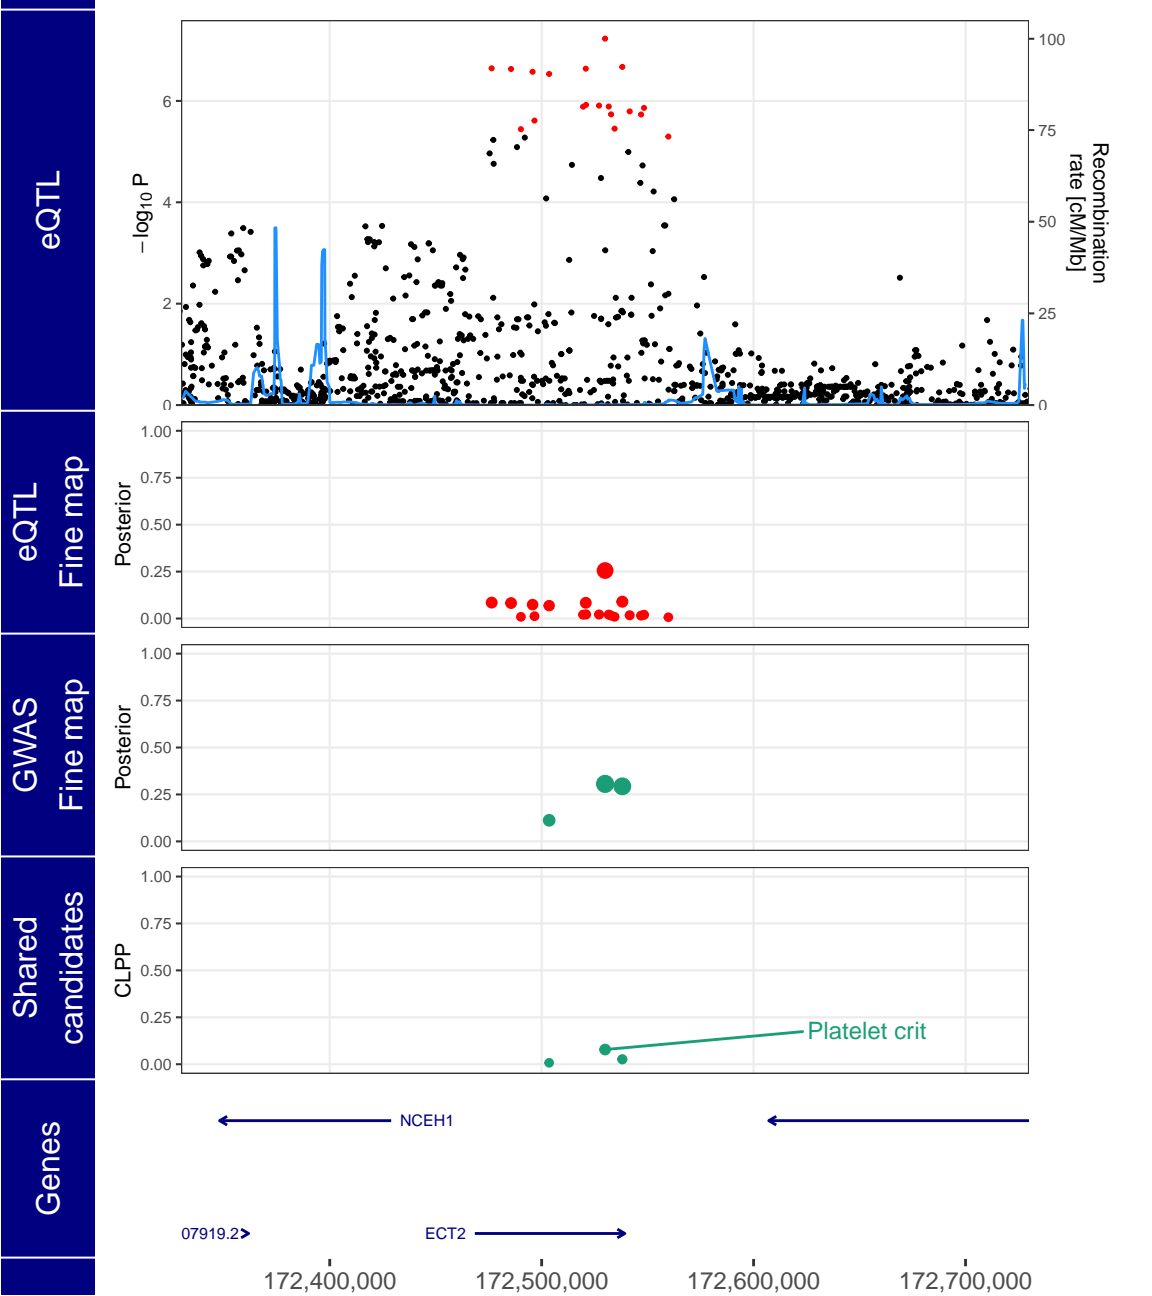 eQTL
−log10 P
6
4
2
0
100
75
50
25
0
Recombination
rate [cM/Mb]
eQTL
Fine map
Posterior
1.00
0.75
0.50
0.25
0.00
GWAS
Fine map
Posterior
1.00
0.75
0.50
0.25
0.00
Shared
candidates
CLPP
1.00
0.75
0.50
0.25
0.00
Platelet crit
Genes
NCEH1
07919.2
ECT2
172,400,000
172,500,000
172,600,000
172,700,000